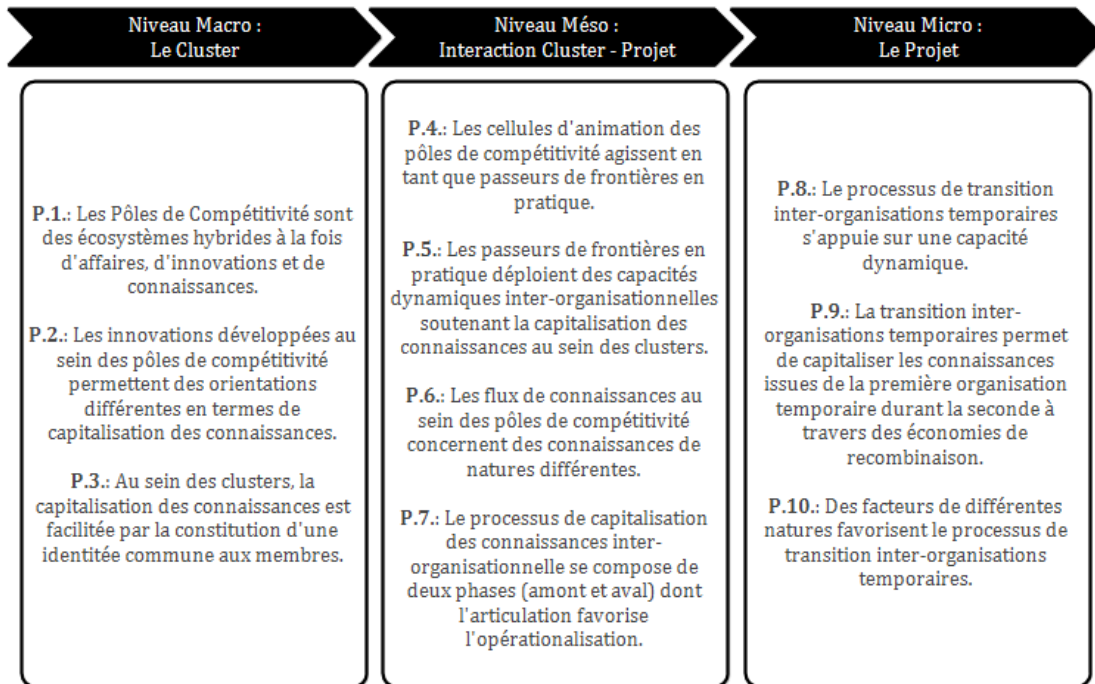 Niveau Macro :
Le Cluster
Niveau Méso :
Interaction Cluster - Projet
Niveau Micro :
Le Projet
P.1.: Les Pôles de Compétitivité sont
des écosystèmes hybrides à la fois
d'affaires, d'innovations et de
connaissances.
P.2.: Les innovations développées au
sein des pôles de compétitivité
permettent des orientations
différentes en termes de
capitalisation des connaissances.
P.3.: Au sein des clusters, la
capitalisation des connaissances est
facilitée par la constitution d'une
identitée commune aux membres.
P.4.: Les cellules d'animation des
pôles de compétitivité agissent en
tant que passeurs de frontières en
pratique.
P.5.: Les passeurs de frontières en
pratique déploient des capacités
dynamiques inter-organisationnelles
soutenant la capitalisation des
connaissances au sein des clusters.
P.6.: Les flux de connaissances au
sein des pôles de compétitivité
concernent des connaissances de
natures différentes.
P.7.: Le processus de capitalisation
des connaissances inter-
organisationnelle se compose de
deux phases (amont et aval) dont
l'articulation favorise
l'opérationalisation.
P.8.: Le processus de transition
inter-organisations temporaires
s'appuie sur une capacité
dynamique.
P.9.: La transition inter-
organisations temporaires permet
de capitaliser les connaissances
issues de la première organisation
temporaire durant la seconde à
travers des économies de
recombinaison.
P.10.: Des facteurs de différentes
natures favorisent le processus de
transition inter-organisations
temporaires.